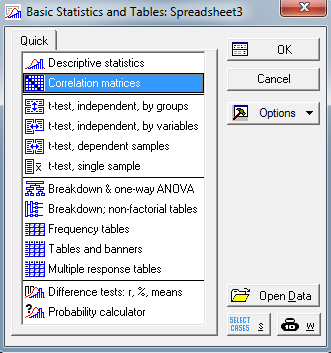 Basic Statistics and Tables: Spreadsheet3
Quick
Descriptive statistics
Correlation matrices
t-test, independent, by groups
t-test, independent, by variables
t-test, dependent samples
t-test, single sample
Breakdown & one-way ANOVA
Breakdown; non-factorial tables
Frequency tables
Tables and banners
Multiple response tables
Difference tests: r, %, means
Probability calculator
OK
Cancel
Options
Open Data
SELECT CASES S
W